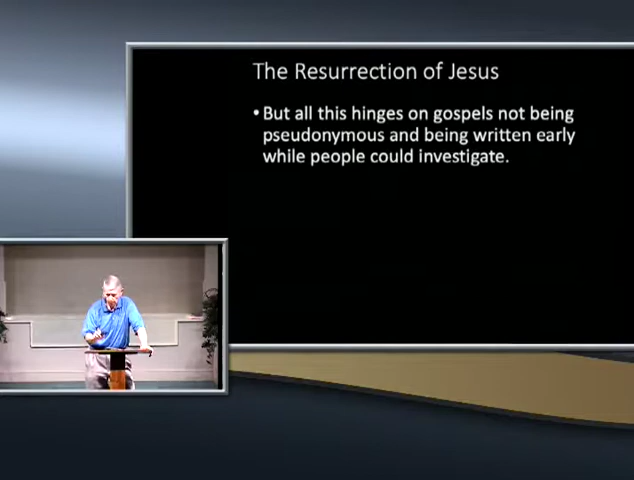 The Resurrection of Jesus
• But all this hinges on gospels not being
pseudonymous and being written early
while people could investigate.